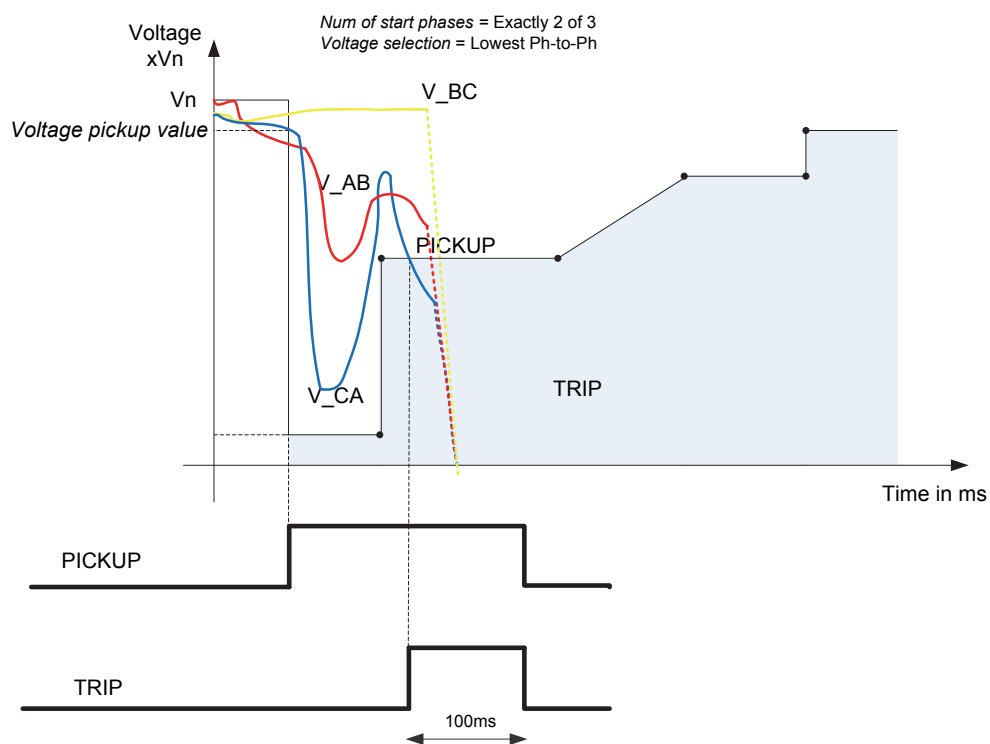 Num of start phases = Exactly 2 of 3
Voltage selection = Lowest Ph-to-Ph
Voltage
xVn
V_BC
Vn
Voltage pickup value
V_AB
PICKUP
V_CA
TRIP
Time in ms
PICKUP
TRIP
100ms